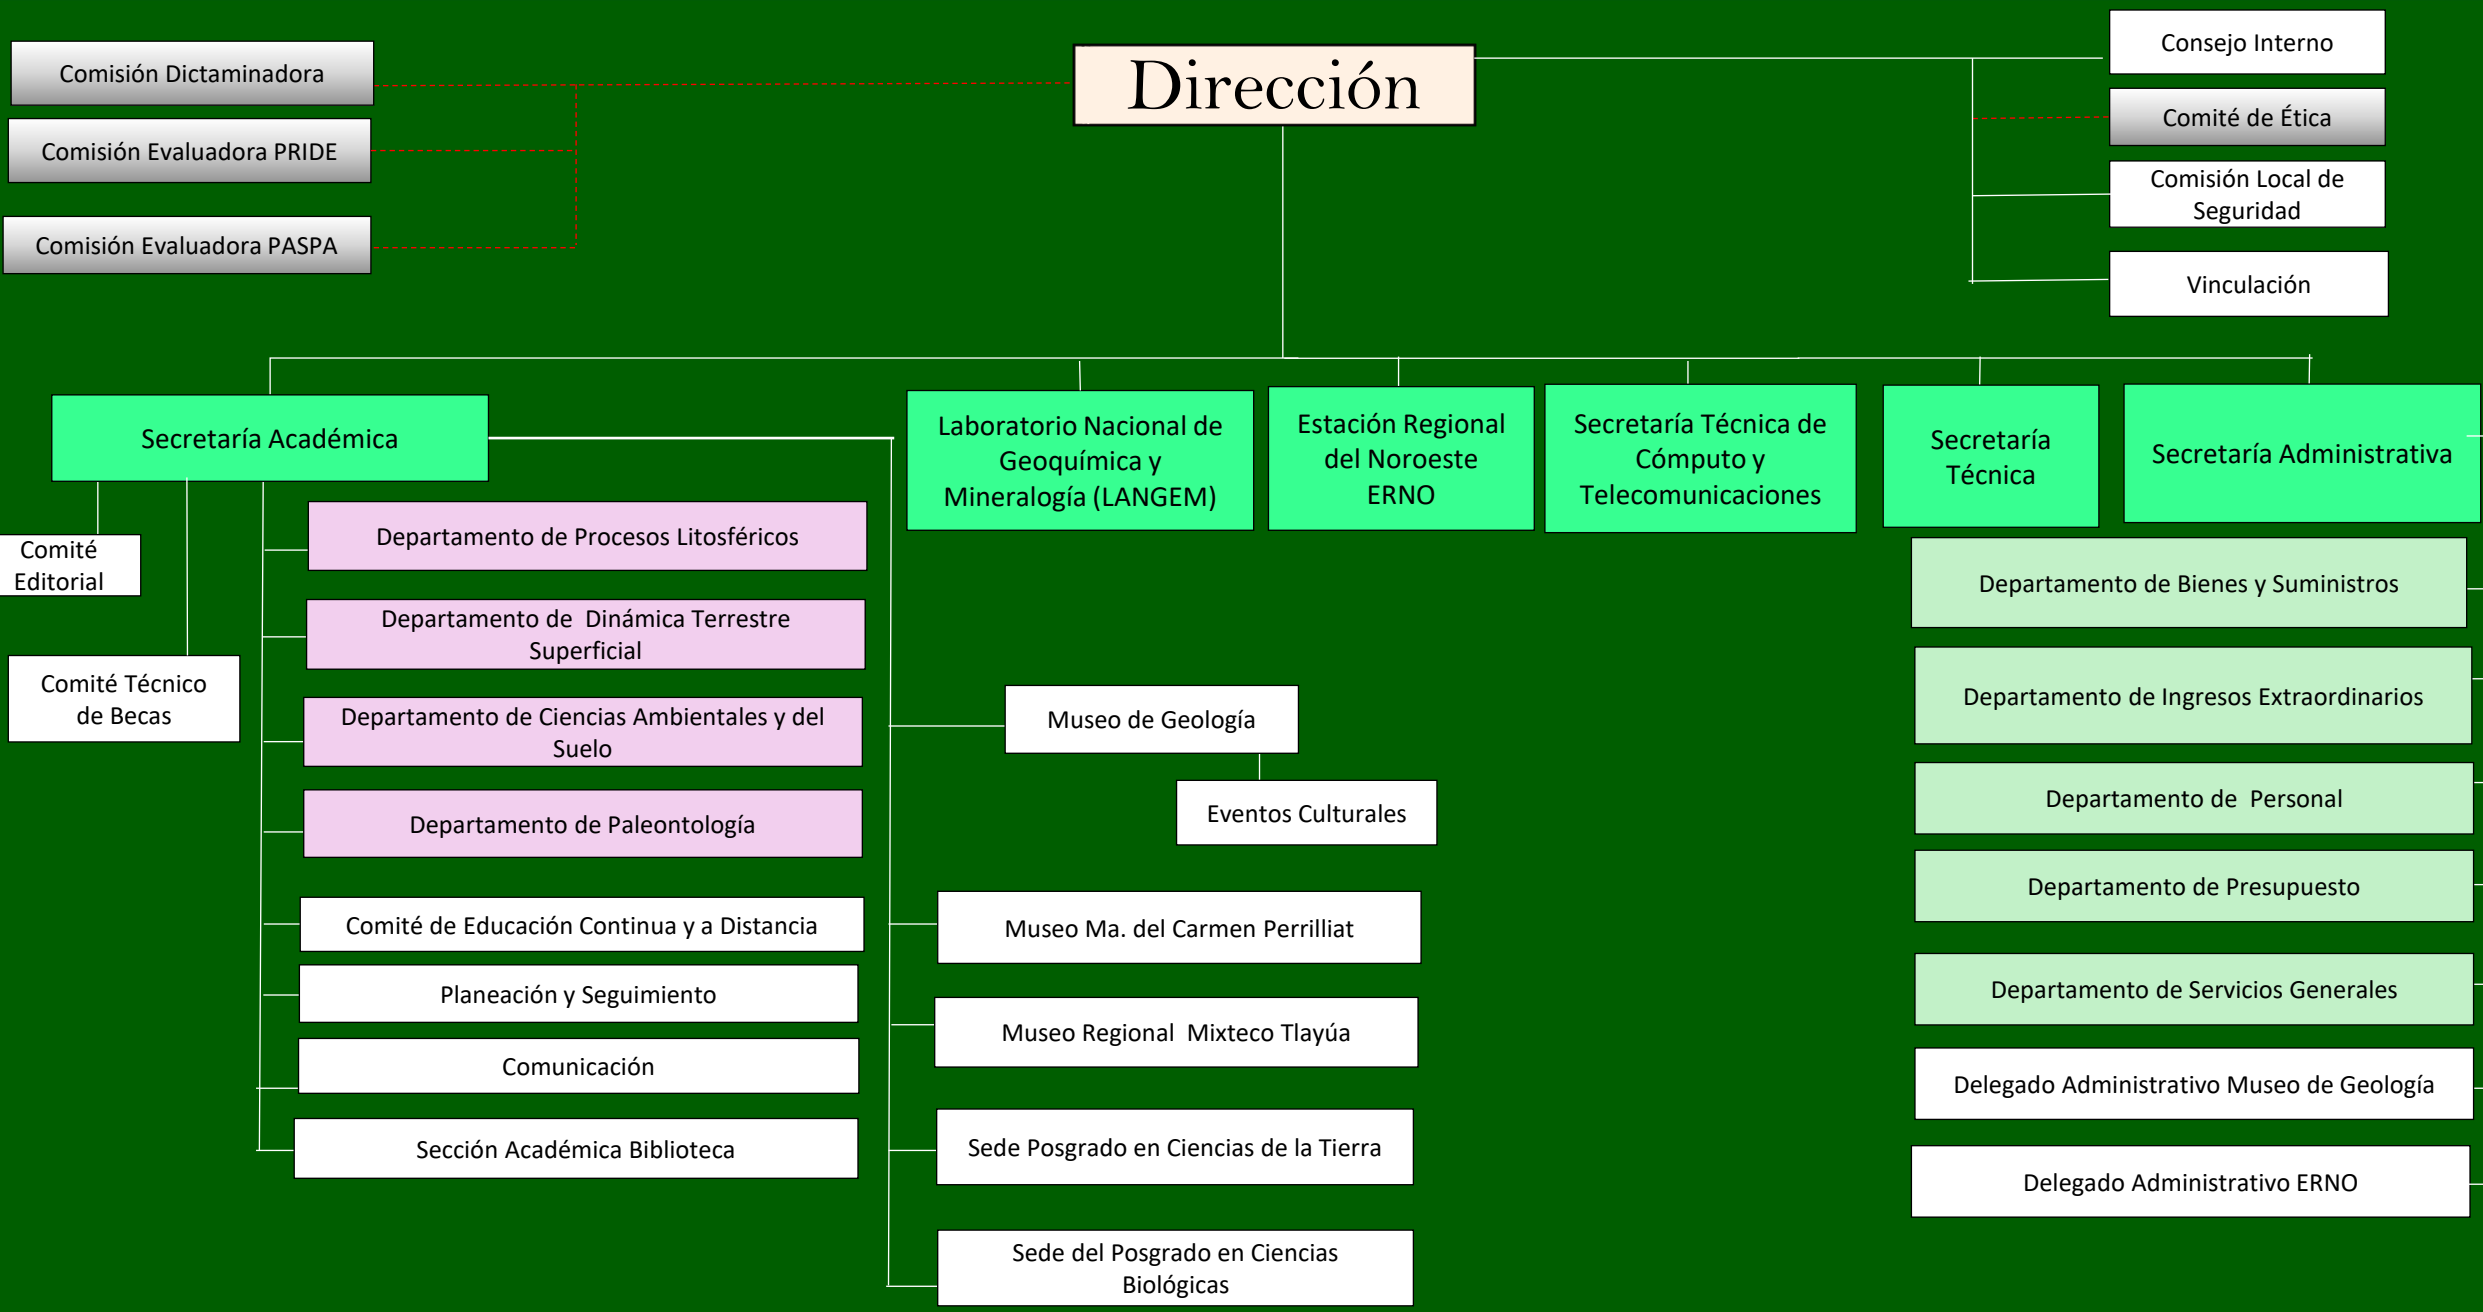 Comisión Dictaminadora
Comisión Evaluadora PRIDE
Comisión Evaluadora PASPA
Dirección
Consejo Interno
Comité de Ética
Comisión Local de
Seguridad
Vinculación
Secretaría Académica
Laboratorio Nacional de
Geoquímica y
Mineralogía (LANGEM)
Estación Regional
del Noroeste
ERNO
Secretaría Técnica de
Cómputo y
Telecomunicaciones
Secretaría
Técnica
Secretaría Administrativa
Comité
Editorial
Comité Técnico
de Becas
Departamento de Procesos Litosféricos
Departamento de  Dinámica Terrestre
Superficial
Departamento de Ciencias Ambientales y del
Suelo
Departamento de Paleontología
Comité de Educación Continua y a Distancia
Planeación y Seguimiento
Comunicación
Sección Académica Biblioteca
Museo de Geología
Eventos Culturales
Museo Ma. del Carmen Perrilliat
Museo Regional  Mixteco Tlayúa
Sede Posgrado en Ciencias de la Tierra
Sede del Posgrado en Ciencias
Biológicas
Departamento de Bienes y Suministros
Departamento de Ingresos Extraordinarios
Departamento de  Personal
Departamento de Presupuesto
Departamento de Servicios Generales
Delegado Administrativo Museo de Geología
Delegado Administrativo ERNO